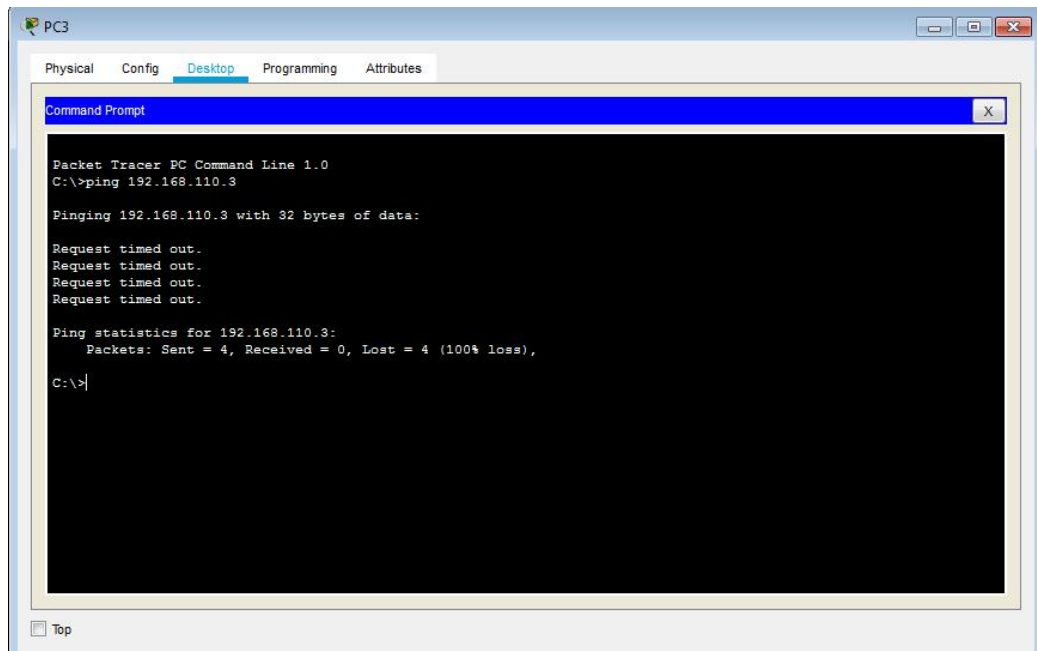 PC3
Physical Config Desktop Programming Attributes
Command Prompt
X
Packet Tracer PC Command Line 1.0
C:\>ping 192.168.110.3
Pinging 192.168.110.3 with 32 bytes of data:
Request timed out.
Request timed out.
Request timed out.
Request timed out.
Ping statistics for 192.168.110.3:
Packets: Sent = 4, Received = 0, Lost = 4 (100% loss),
C:\>
Top